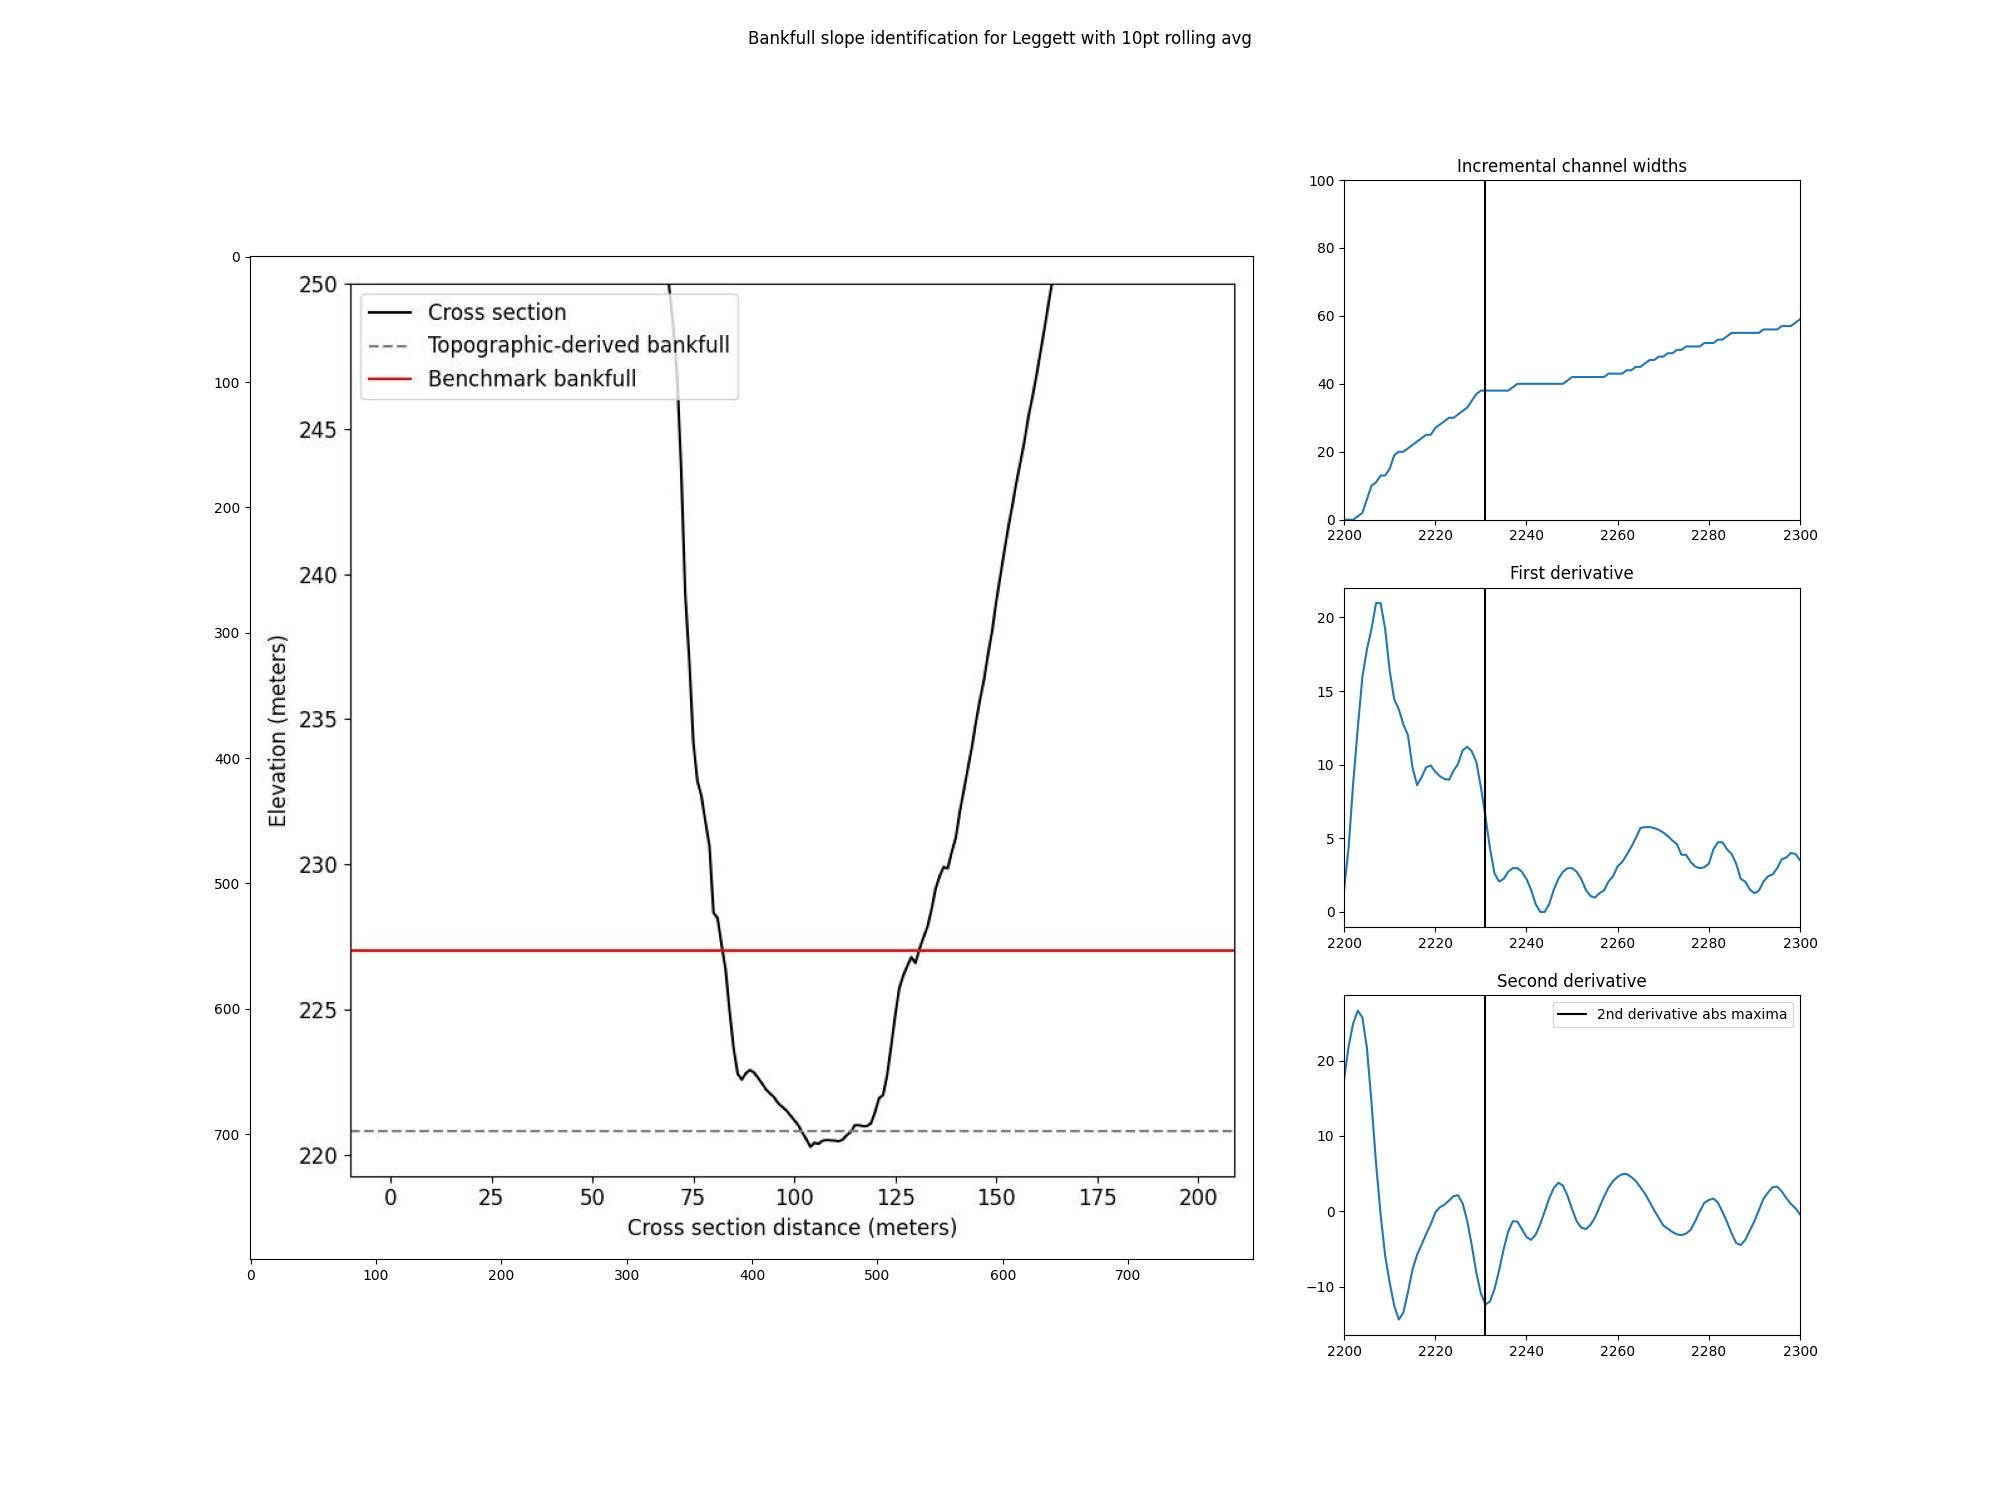 Bankfull slope identification for Leggett with 10pt rolling avg
0
100
200
300
400
500
600
700
250
245
240
235
230
225
220
Elevation (meters)
Cross section
Topographic-derived bankfull
Benchmark bankfull
0 25 50 75 100 125 150 175 200
Cross section distance (meters)
0 100 200 300 400 500 600 700
Incremental channel widths
100
80
60
40
20
0
2200 2220 2240 2260 2280 2300
First derivative
20
15
10
5
0
2200 2220 2240 2260 2280 2300
Second derivative
2nd derivative abs maxima
20
10
0
−10
2200 2220 2240 2260 2280 2300